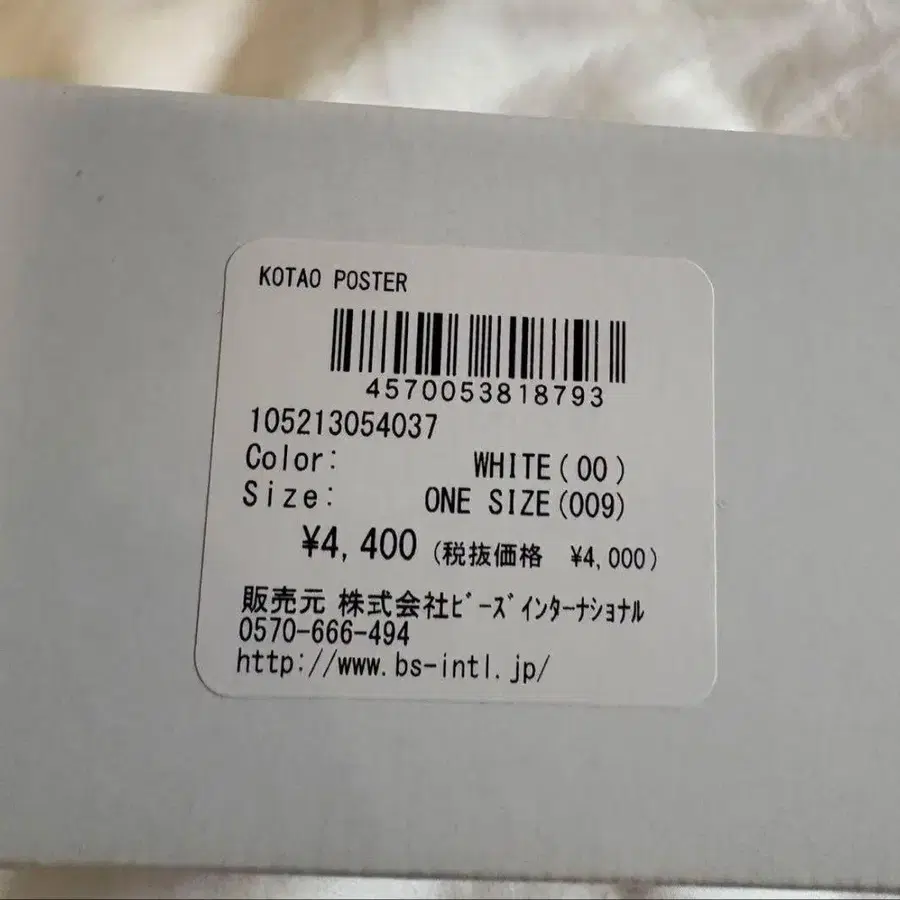 KOTAO POSTER
4570053818793
105213054037
Color: WHITE(00)
Size: ONE SIZE(009)
¥4,400 (税抜価格 ¥4,000)
販売元 株式会社ﾋﾞｰｽﾞｲﾝﾀｰﾅｼｮﾅﾙ
0570-666-494
http://www.bs-intl.jp/